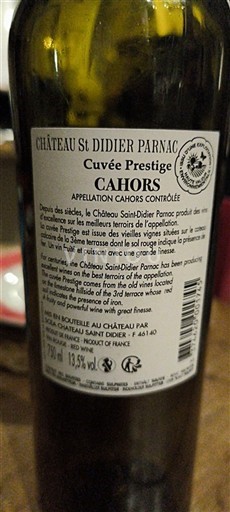 CHÂTEAU St DIDIER PARNAC
Cuvée Prestige
CAHORS
APPELLATION CAHORS CONTRÔLÉE
Depuis des siècles, le Château Saint-Didier Parnac produit des vins
d'excellence sur les meilleurs terroirs de l'appellation.
La cuvée Prestige est issue des vieilles vignes situées sur le
calcaire de la 3ème terrasse dont le sol rouge indique la présence de
fer. Un vin fruité et puissant avec une grande finesse.
For centuries, the Château Saint-Didier Parnac has been producing
excellent wines on the best terroirs of the appellation.
The Prestige comes from the old vines located
on the limestone hillside of the 3rd terrace whose red
soil indicates the presence of iron.
A fruity and powerful wine with great finesse.
MIS EN BOUTEILLE AU CHÂTEAU PAR
CHATEAU SAINT DIDIER - F 46140
DE FRANCE - PRODUCT OF FRANCE
RED WINE
750 ml 13,5% vol.